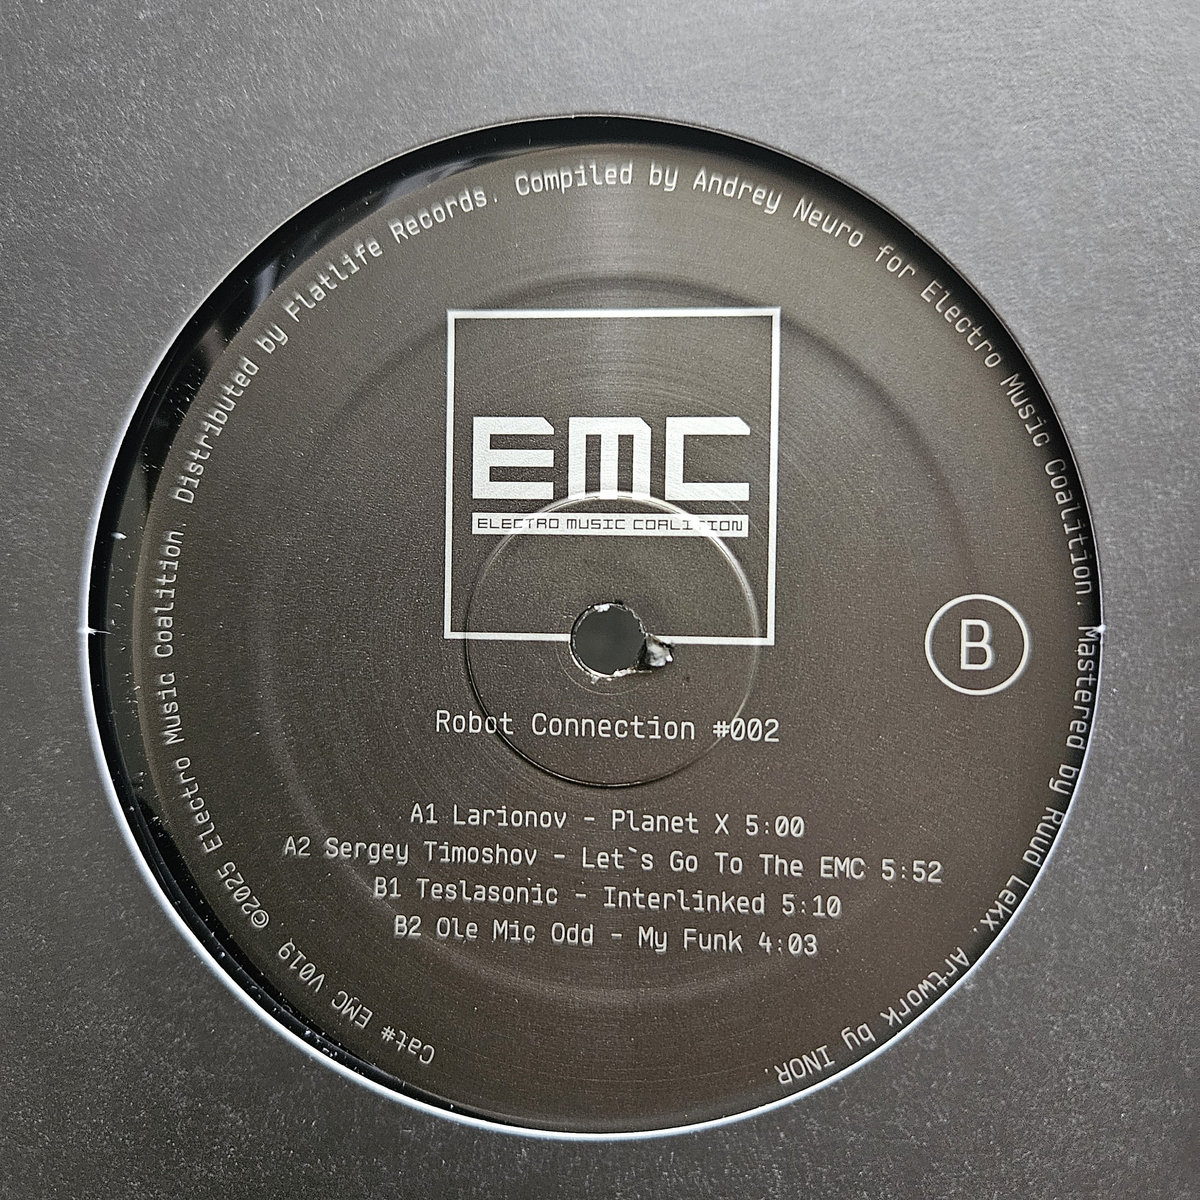 Cat# EMC V019. ©2025 Electro Music Coalition. Distributed by Flatlife Records. Compiled by Andrey Neuro for Electro Music Coalition. Mastered by Ruud Lekx. Artwork by INOR.
EMC
ELECTRO MUSIC COALITION
B
Robot Connection #002
A1 Larionov - Planet X 5:00
A2 Sergey Timoshov - Let`s Go To The EMC 5:52
B1 Teslasonic - Interlinked 5:10
B2 Ole Mic Odd - My Funk 4:03